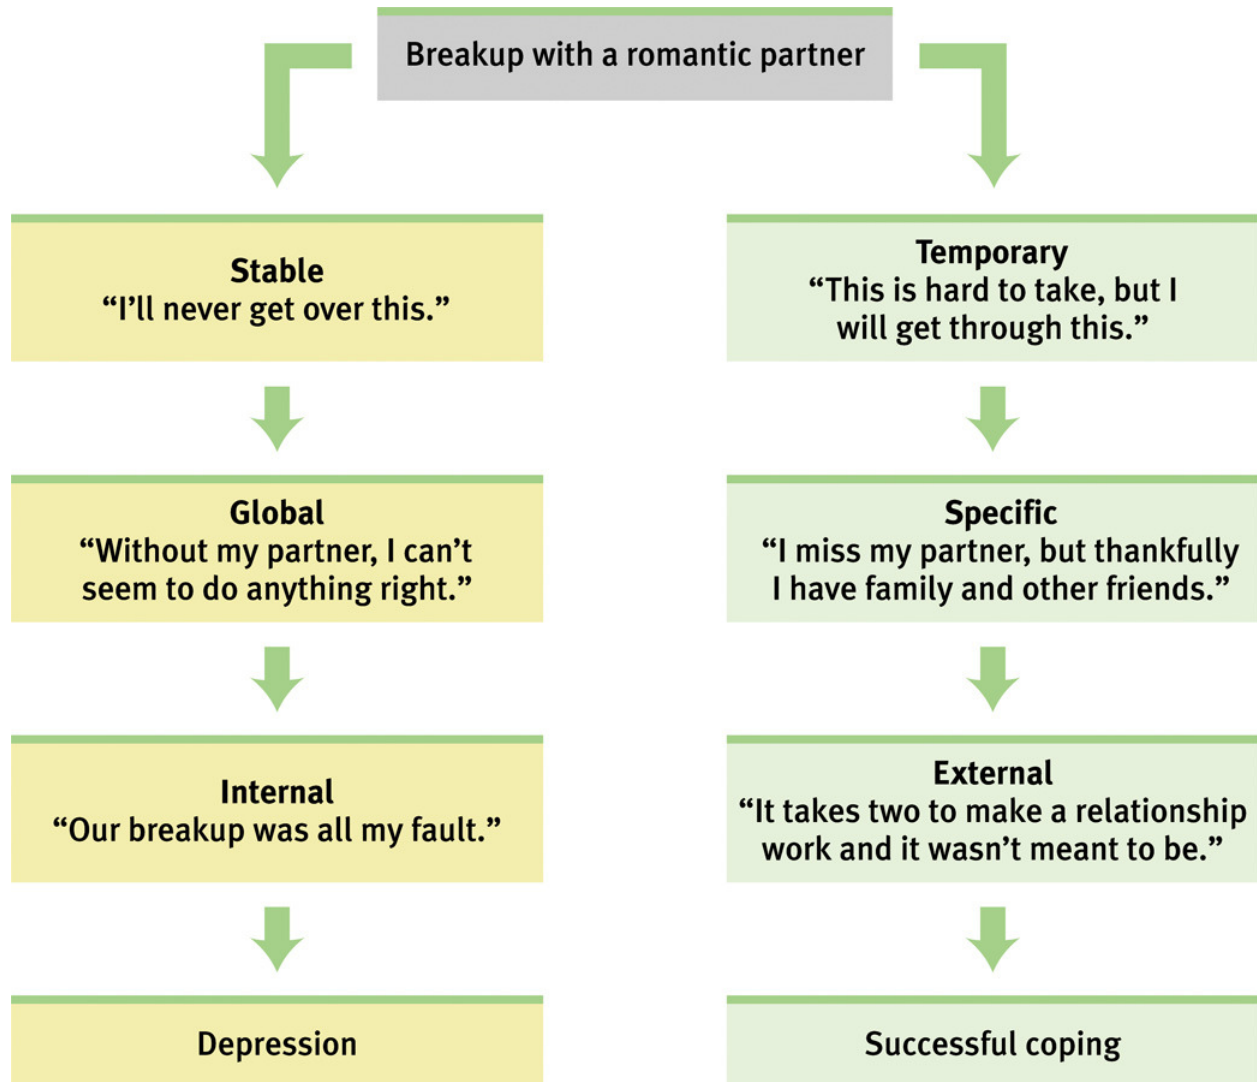 Breakup with a romantic partner
Stable
“I’ll never get over this.”
Global
“Without my partner, I can’t
seem to do anything right.”
Internal
“Our breakup was all my fault.”
Depression
Temporary
“This is hard to take, but I
will get through this.”
Specific
“I miss my partner, but thankfully
I have family and other friends.”
External
“It takes two to make a relationship
work and it wasn't meant to be.”
Successful coping